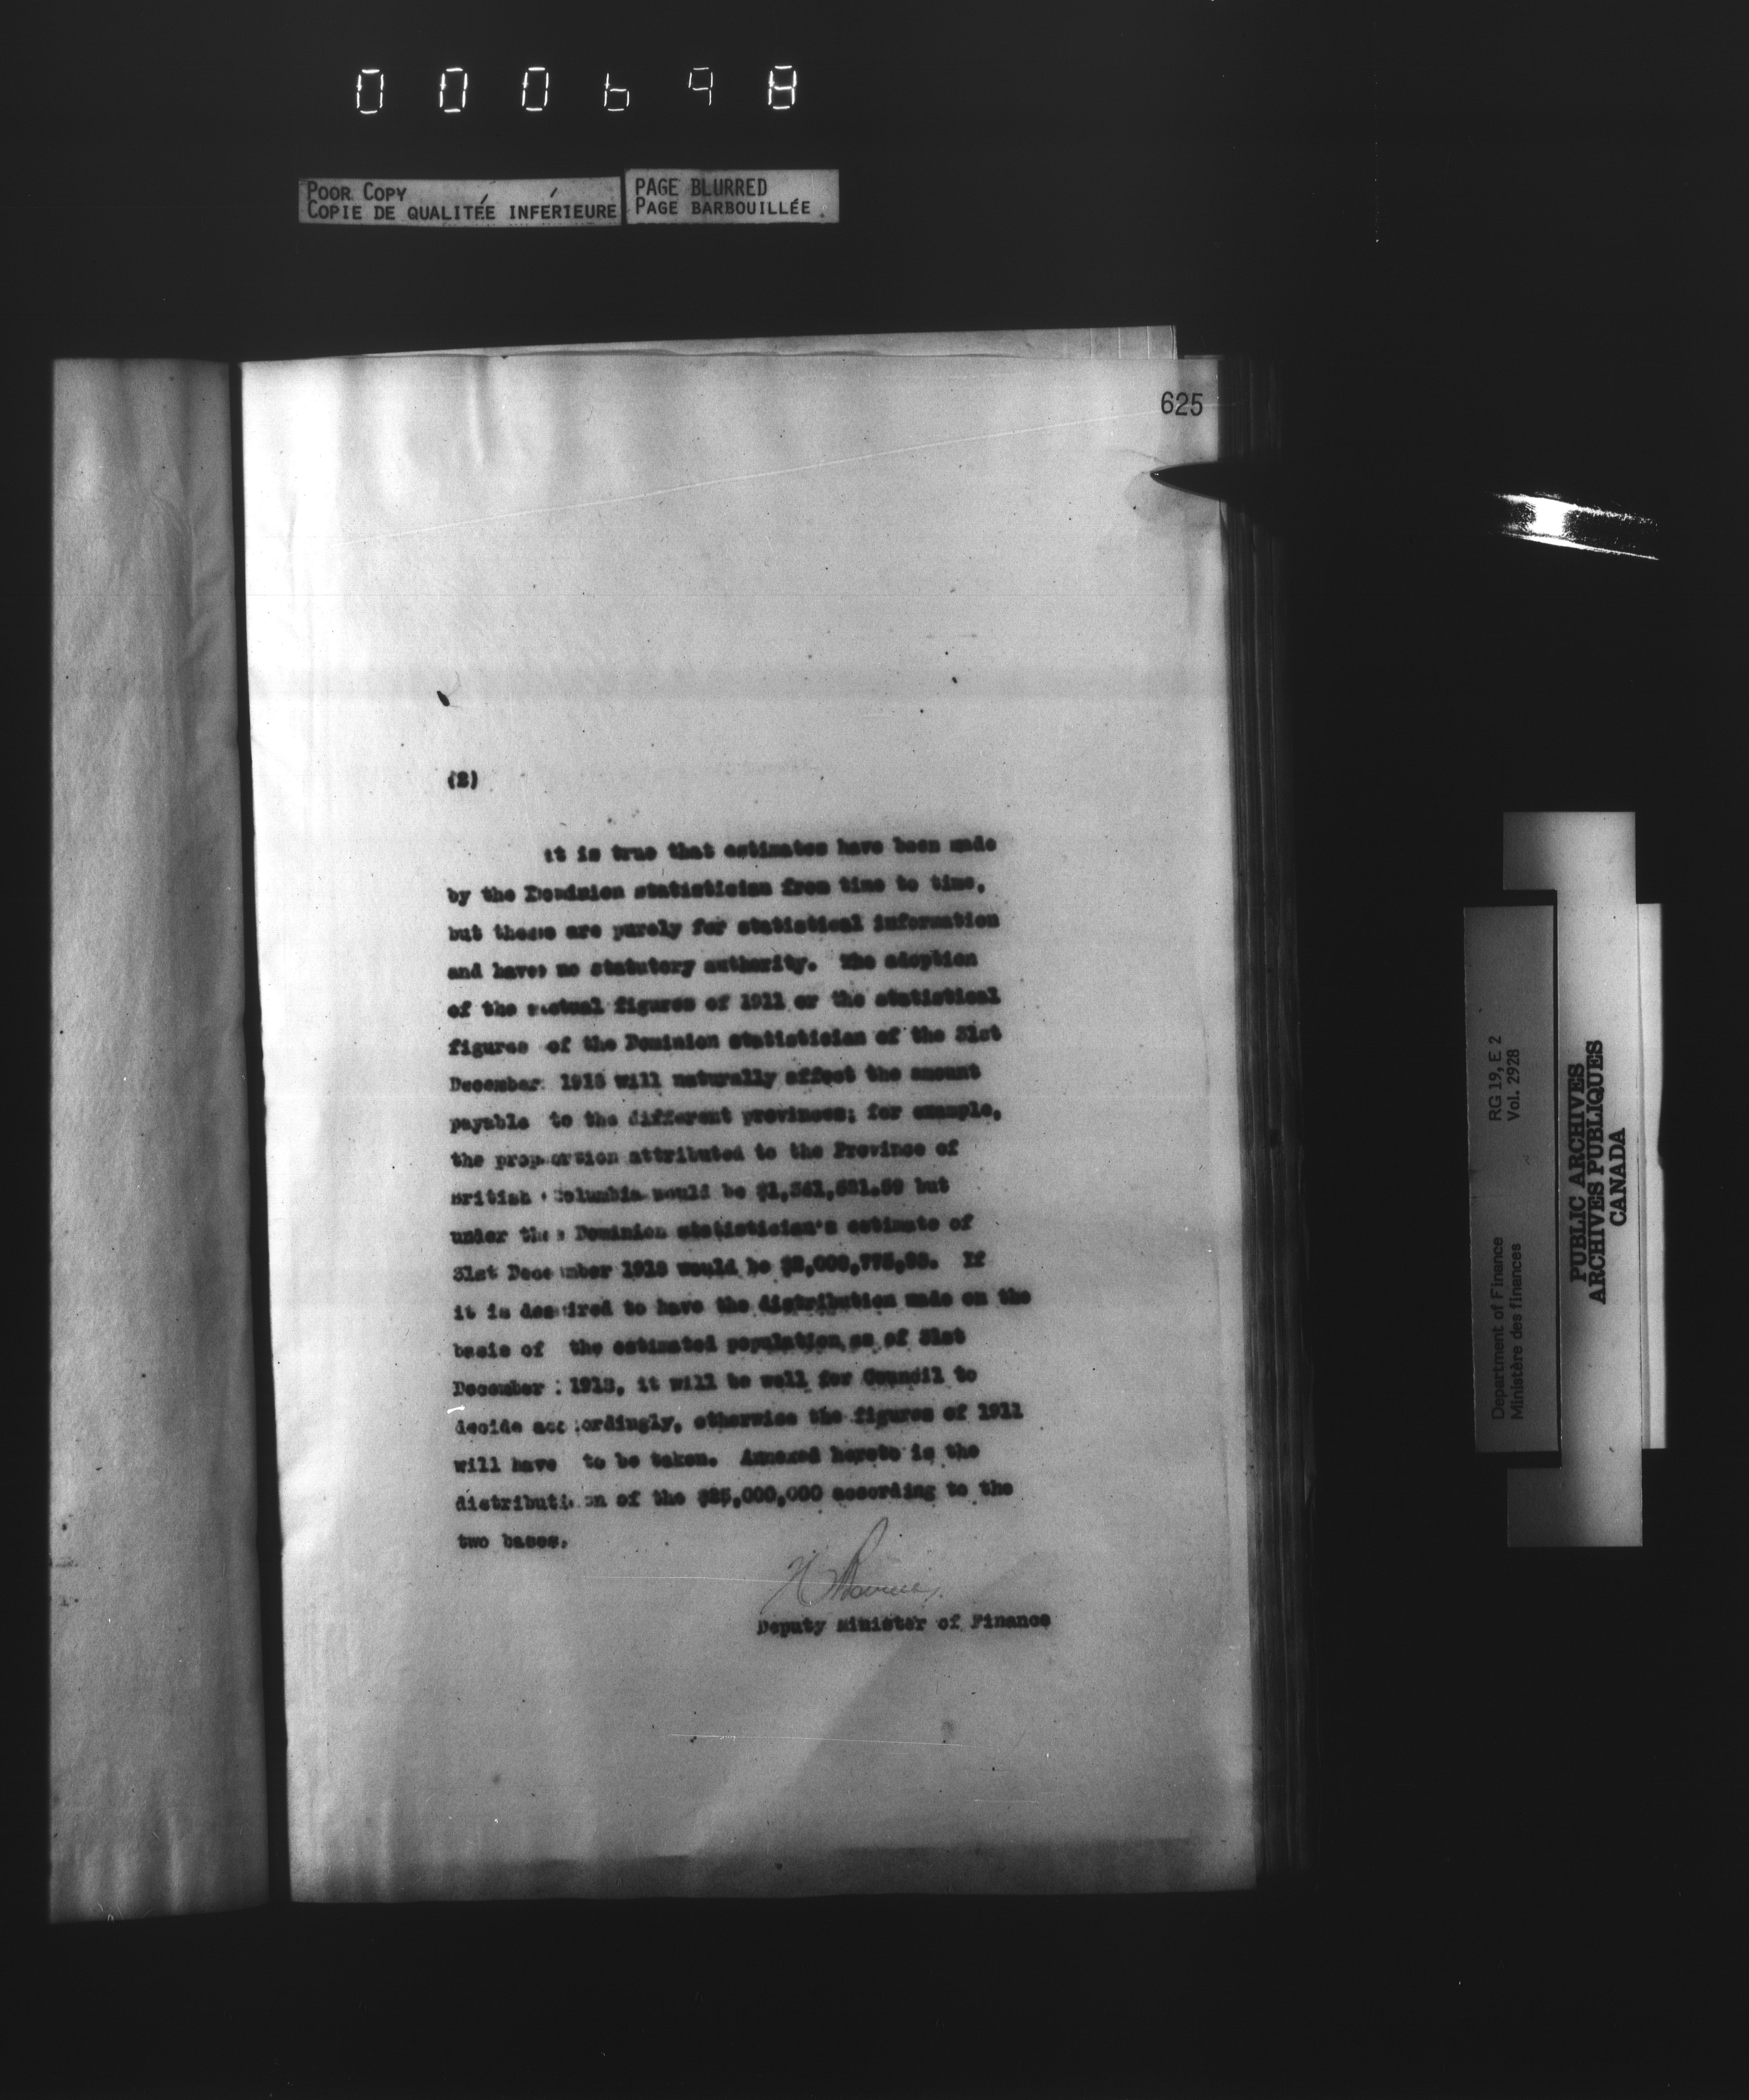 000698
POOR COPY
COPIE DE QUALITÉE INFÉRIEURE
PAGE BLURRED
PAGE BARBOUILLÉE
625
(2)
It is true that estimates have been made
by the Dominion statistician from time to time,
but these are purely for statistical information
and have no statutory authority. The adoption
of the actual figures of 1911 or the statistical
figures of the Dominion statistician of the 31st
December 1918 will naturally affect the amount
payable to the different provinces; for example,
the proportion attributed to the Province of
British Columbia would be but
under the Dominion statistician's estimate of
31st December 1918 would be If
it is desired to have the distribution made on the
basis of the estimated population as of 31st
December 1918, it will be well for Council to
decide accordingly, otherwise the figures of 1911
will have to be taken. Annexed hereto is the
distribution of the $25,000,000 according to the
two bases.
Deputy Minister of Finance
Department of Finance RG 19, E 2
Ministère des finances Vol. 2928
PUBLIC ARCHIVES
ARCHIVES PUBLIQUES
CANADA